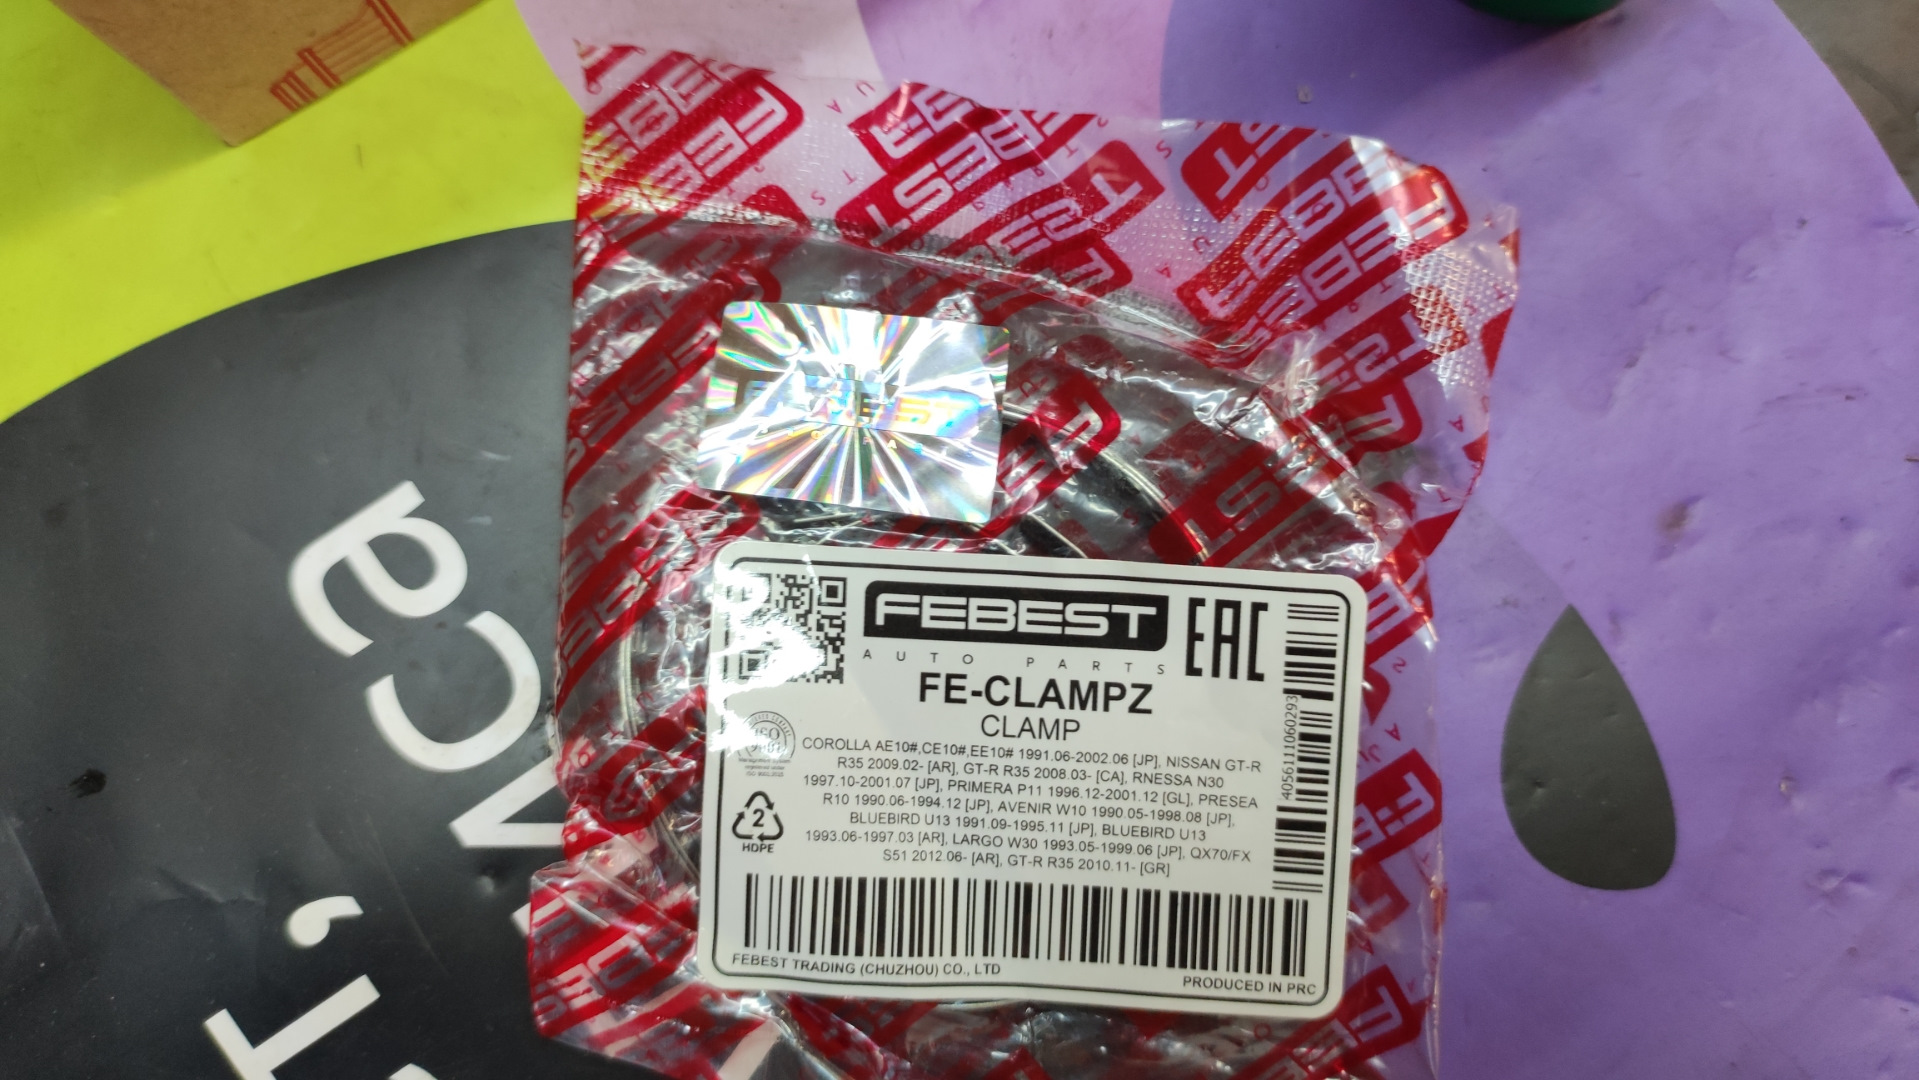 FEBEST
AUTO PARTS
EAC
FE-CLAMPZ
CLAMP
COROLLA AE10#,CE10#,EE10# 1991.06-2002.06 [JP], NISSAN GT-R
R35 2009.02- [AR], GT-R R35 2008.03- [CA], RNESSA N30
1997.10-2001.07 [JP], PRIMERA P11 1996.12-2001.12 [GL], PRESEA
R10 1990.06-1994.12 [JP], AVENIR W10 1990.05-1998.08 [JP],
BLUEBIRD U13 1991.09-1995.11 [JP], BLUEBIRD U13
1993.06-1997.03 [AR], LARGO W30 1993.05-1999.06 [JP], QX70/FX
S51 2012.06- [AR], GT-R R35 2010.11- [GR]
ISO
2
HDPE
4056111060293
FEBEST TRADING (CHUZHOU) CO., LTD
PRODUCED IN PRC